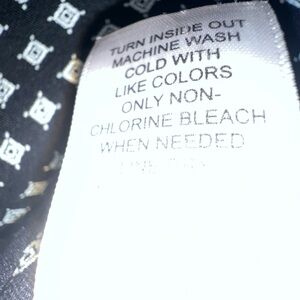 TURN INSIDE OUT
MACHINE WASH
COLD WITH
LIKE COLORS
ONLY NON-
CHLORINE BLEACH
WHEN NEEDED